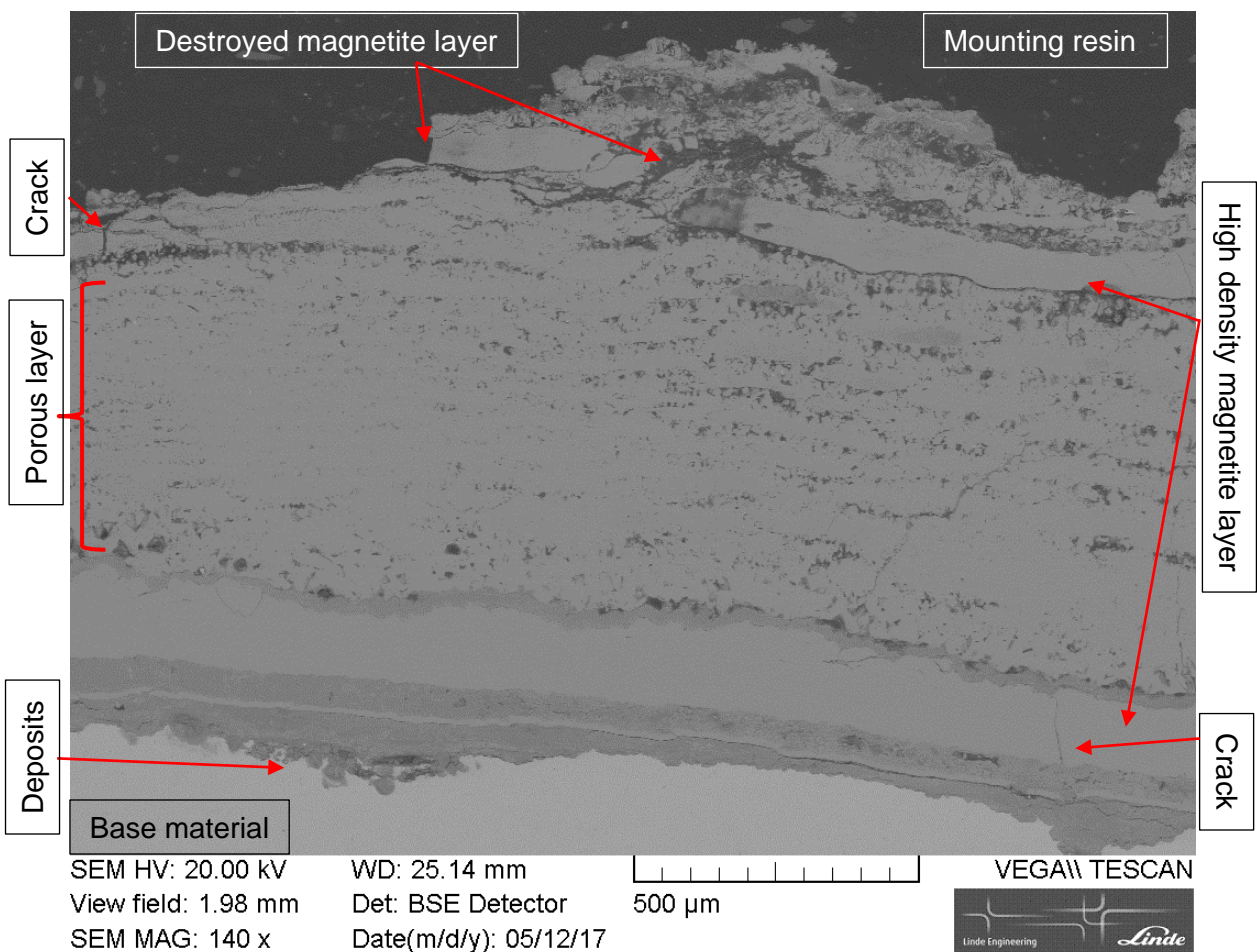 Destroyed magnetite layer
Mounting resin
Crack
Porous layer
High density magnetite layer
Deposits
Crack
Base material
SEM HV: 20.00 kV
WD: 25.14 mm
VEGA\\ TESCAN
View field: 1.98 mm
Det: BSE Detector
500 µm
SEM MAG: 140 x
Date(m/d/y): 05/12/17
Linde Engineering
Linde